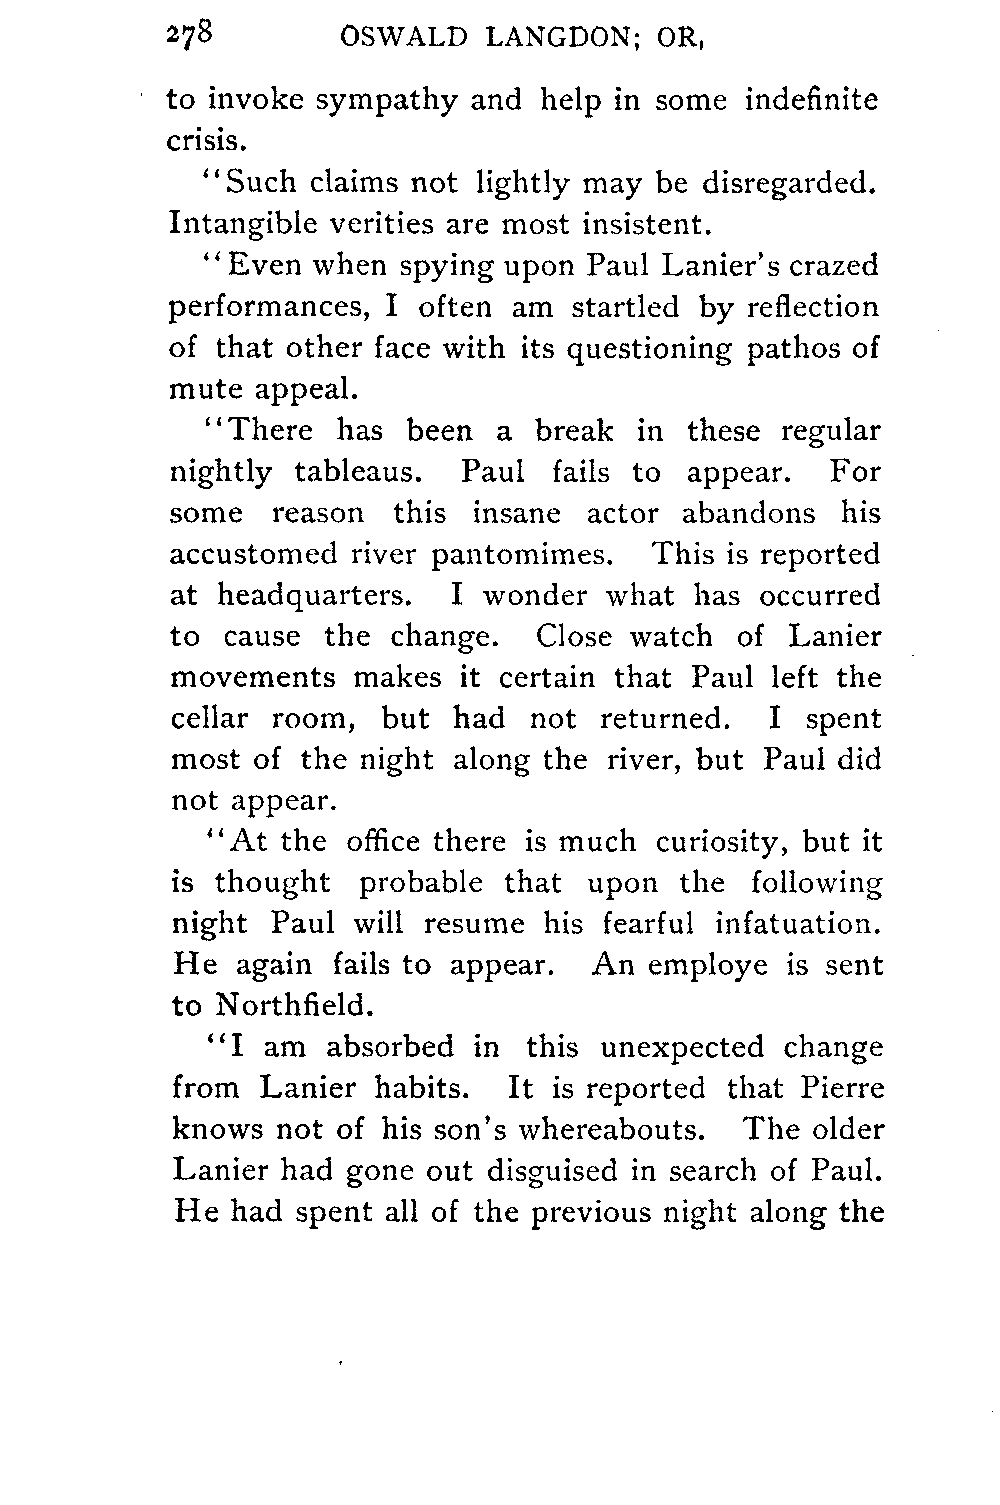 278 OSWALD LANGDON; OR,
to invoke sympathy and help in some indefinite
crisis.
"Such claims not lightly may be disregarded.
Intangible verities are most insistent.
"Even when spying upon Paul Lanier's crazed
performances, I often am startled by reflection
of that other face with its questioning pathos of
mute appeal.
"There has been a break in these regular
nightly tableaus. Paul fails to appear. For
some reason this insane actor abandons his
accustomed river pantomimes. This is reported
at headquarters. I wonder what has occurred
to cause the change. Close watch of Lanier
movements makes it certain that Paul left the
cellar room, but had not returned. I spent
most of the night along the river, but Paul did
not appear.
"At the office there is much curiosity, but it
is thought probable that upon the following
night Paul will resume his fearful infatuation.
He again fails to appear. An employe is sent
to Northfield.
"I am absorbed in this unexpected change
from Lanier habits. It is reported that Pierre
knows not of his son's whereabouts. The older
Lanier had gone out disguised in search of Paul.
He had spent all of the previous night along the